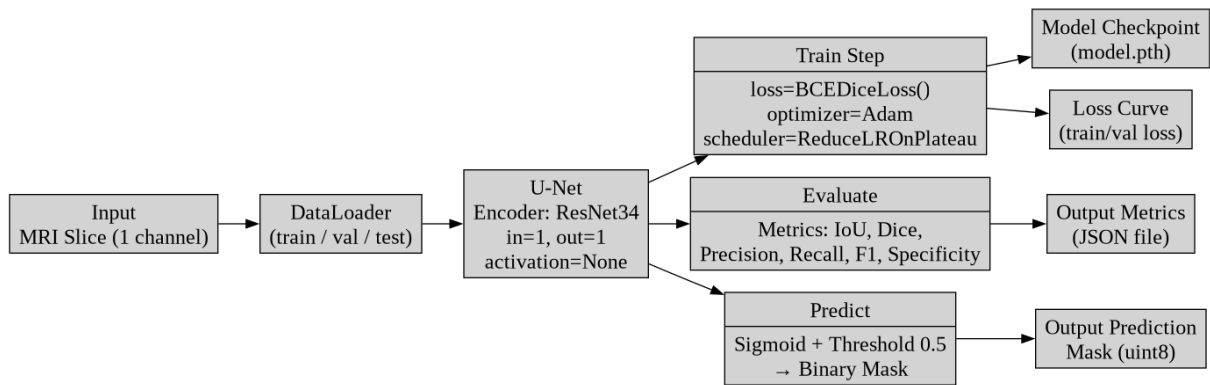 Input
MRI Slice (1 channel)
DataLoader
(train / val / test)
U-Net
Encoder: ResNet34
in=1, out=1
activation=None
Train Step
loss=BCEDiceLoss()
optimizer=Adam
scheduler=ReduceLROnPlateau
Model Checkpoint
(model.pth)
Loss Curve
(train/val loss)
Evaluate
Metrics: IoU, Dice,
Precision, Recall, F1, Specificity
Output Metrics
(JSON file)
Predict
Sigmoid + Threshold 0.5
→ Binary Mask
Output Prediction
Mask (uint8)